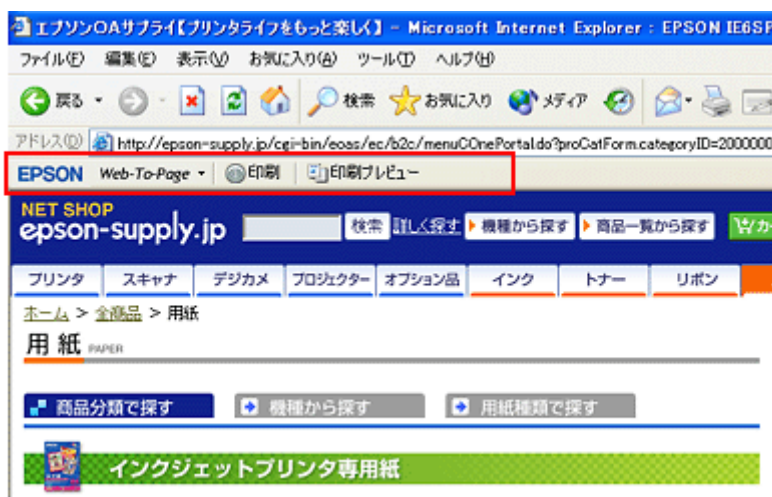 エプソンOAサプライ【プリンタライフをもっと楽しく】 - Microsoft Internet Explorer : EPSON IE6SP
ファイル(F) 編集(E) 表示(V) お気に入り(A) ツール(T) ヘルプ(H)
戻る 検索 お気に入り メディア
アドレス(D) http://epson-supply.jp/cgi-bin/eoas/ec/b2c/menuCOnePortal.do?proCatForm.categoryID=2000000
EPSON Web-To-Page 印刷 印刷プレビュー
NET SHOP
epson-supply.jp 検索 詳しく探す 機種から探す 商品一覧から探す カー
プリンタ スキャナ デジカメ プロジェクター オプション品 インク トナー リボン
ホーム > 全商品 > 用紙
用 紙 PAPER
商品分類で探す 機種から探す 用紙種類で探す
インクジェットプリンタ専用紙